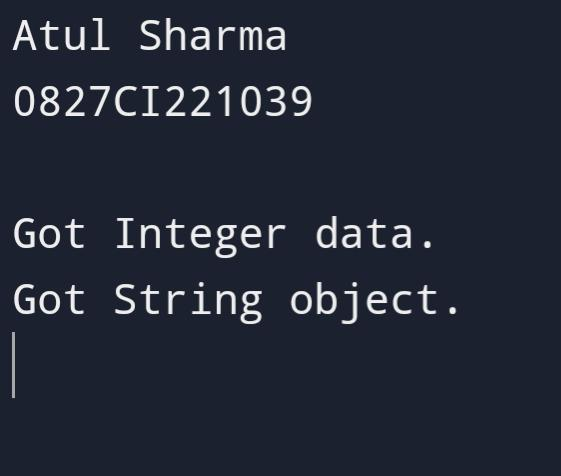 Atul Sharma
0827CI221039
Got Integer data.
Got String object.